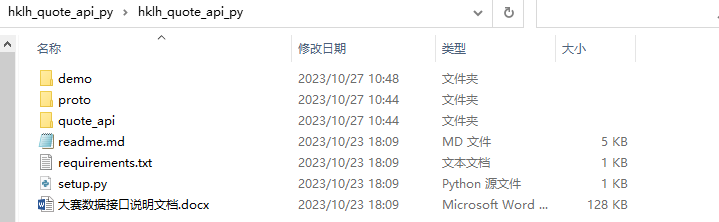 hklh_quote_api_py > hklh_quote_api_py >
名称 修改日期 类型 大小
demo 2023/10/27 10:48 文件夹
proto 2023/10/27 10:44 文件夹
quote_api 2023/10/27 10:44 文件夹
readme.md 2023/10/23 18:09 MD 文件 5 KB
requirements.txt 2023/10/23 18:09 文本文档 1 KB
setup.py 2023/10/23 18:09 Python 源文件 1 KB
大赛数据接口说明文档.docx 2023/10/23 18:09 Microsoft Word ... 128 KB